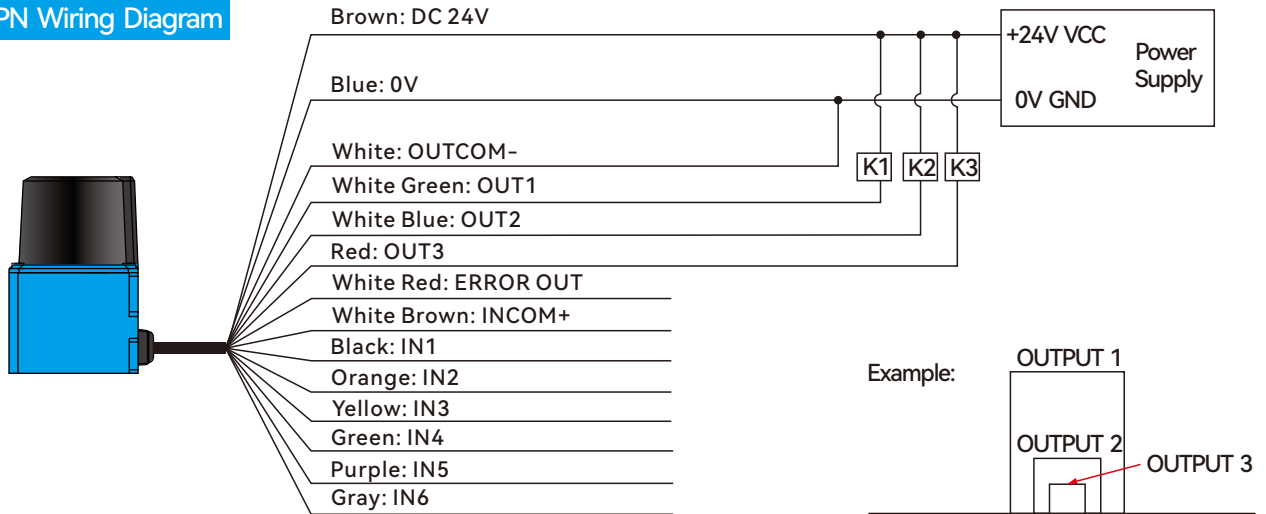 PN Wiring Diagram
Brown: DC 24V
+24V VCC
Power
Supply
Blue: 0V
0V GND
White: OUTCOM-
K1
K2
K3
White Green: OUT1
White Blue: OUT2
Red: OUT3
White Red: ERROR OUT
White Brown: INCOM+
Black: IN1
Orange: IN2
Yellow: IN3
Green: IN4
Purple: IN5
Gray: IN6
Example:
OUTPUT 1
OUTPUT 2
OUTPUT 3